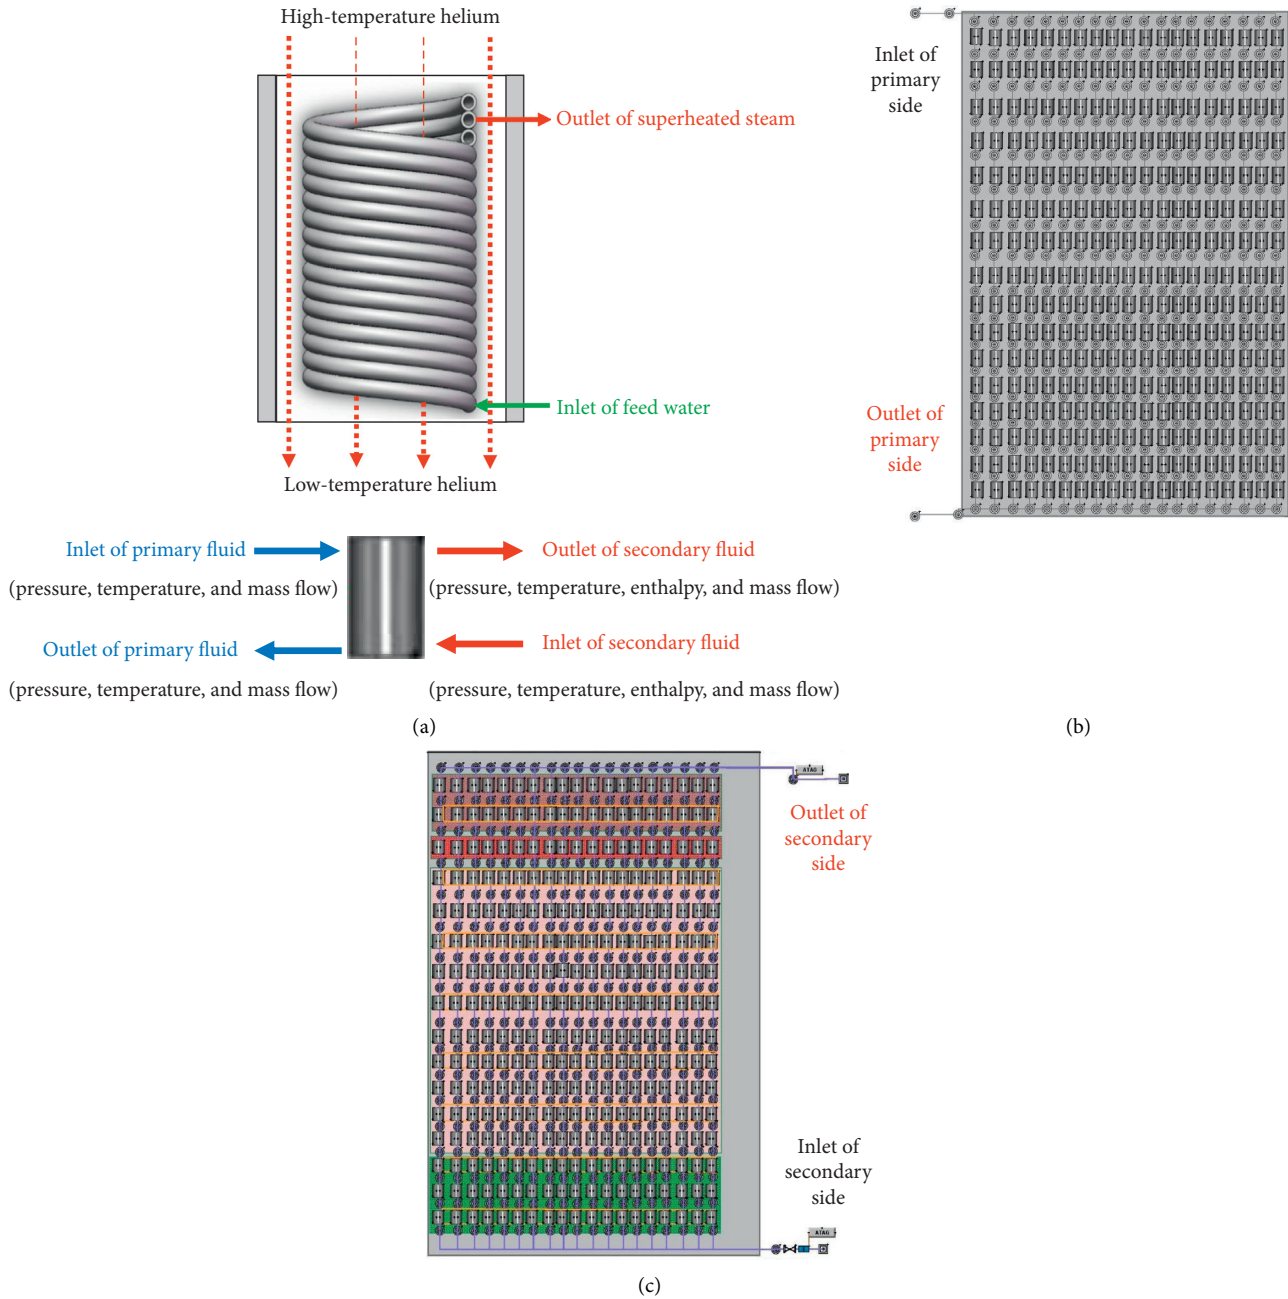 High-temperature helium
Outlet of superheated steam
Inlet of feed water
Low-temperature helium
Inlet of primary fluid
(pressure, temperature, and mass flow)
Outlet of secondary fluid
(pressure, temperature, enthalpy, and mass flow)
Outlet of primary fluid
(pressure, temperature, and mass flow)
Inlet of secondary fluid
(pressure, temperature, enthalpy, and mass flow)
(a)
Inlet of
primary
side
Outlet of
primary
side
(b)
ATAG
Outlet of
secondary
side
Inlet of
secondary
side
ATAG
(c)